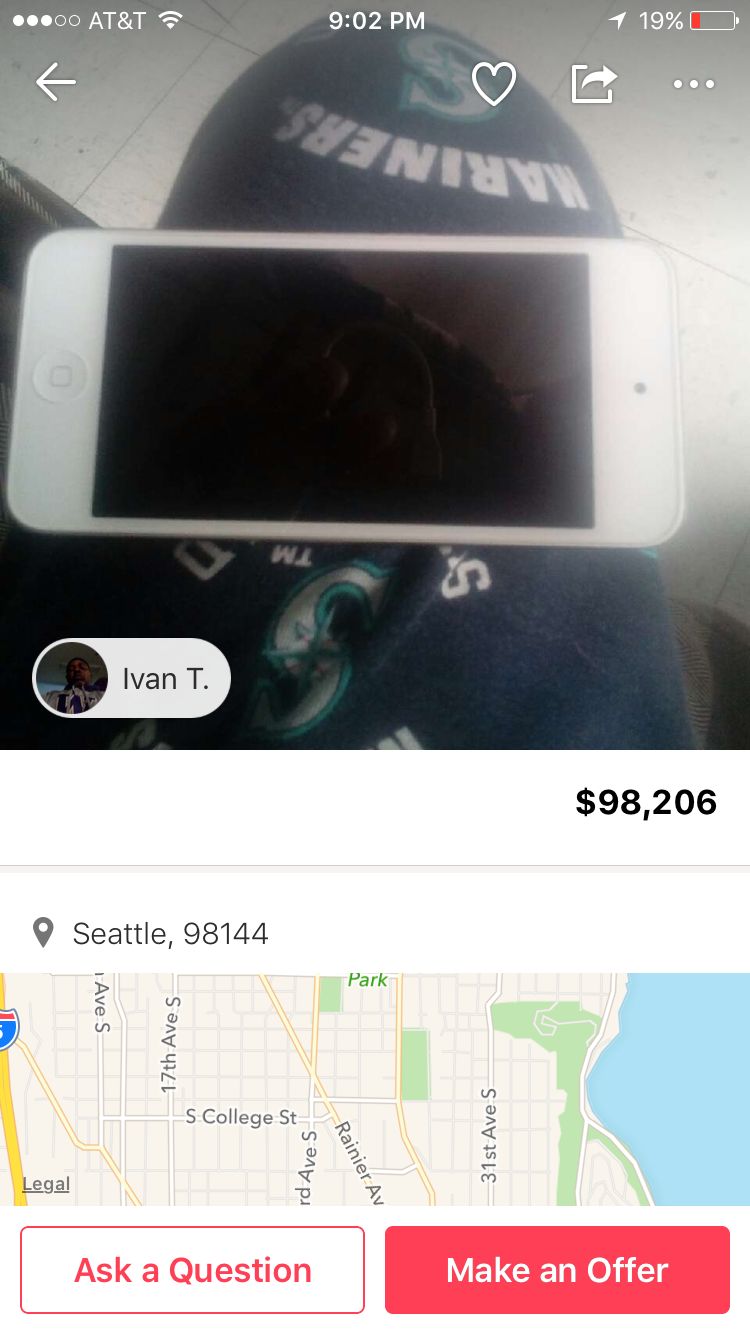 AT&T 9:02 PM 19%
MARINERS
TM
S
Ivan T.
$98,206
Seattle, 98144
Park
Ave S
17th Ave S
S College St
rd Ave S
Rainier Av
31st Ave S
5
Legal
Ask a Question
Make an Offer